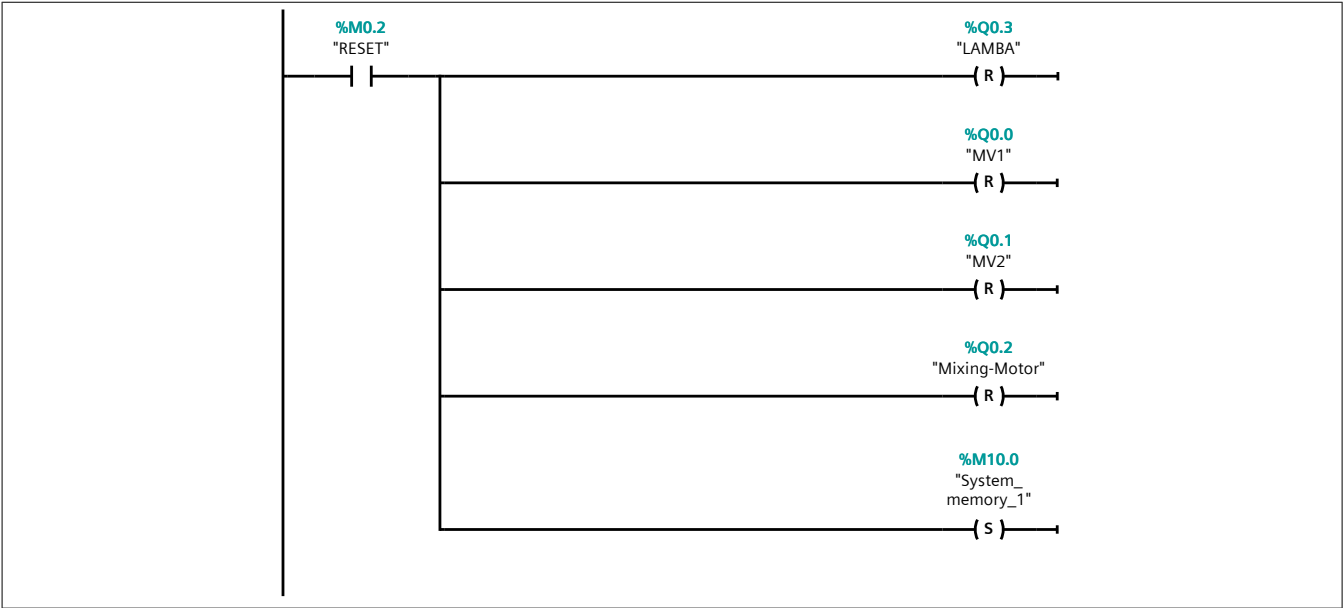 %M0.2
"RESET"
%Q0.3
"LAMBA"
R
%Q0.0
"MV1"
R
%Q0.1
"MV2"
R
%Q0.2
"Mixing-Motor"
R
%M10.0
"System_
memory_1"
S